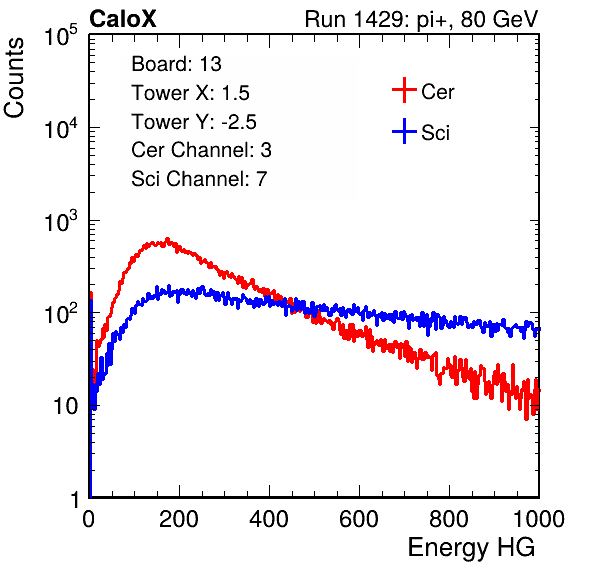 CaloX Run 1429: pi+, 80 GeV
Counts
10^5
10^4
10^3
10^2
10
1
Board: 13
Tower X: 1.5
Tower Y: -2.5
Cer Channel: 3
Sci Channel: 7
Cer
Sci
0 200 400 600 800 1000
Energy HG